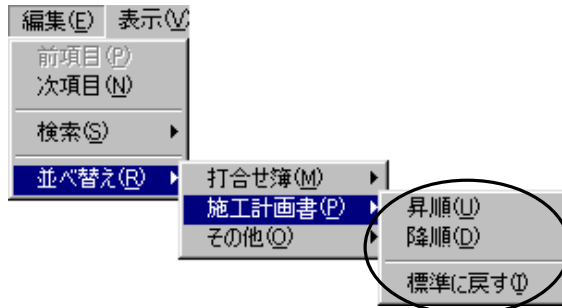 編集(E) 表示(V)
前項目(P)
次項目(N)
検索(S)
並べ替え(R)
打合せ簿(M)
施工計画書(P)
その他(O)
昇順(U)
降順(D)
標準に戻す(I)